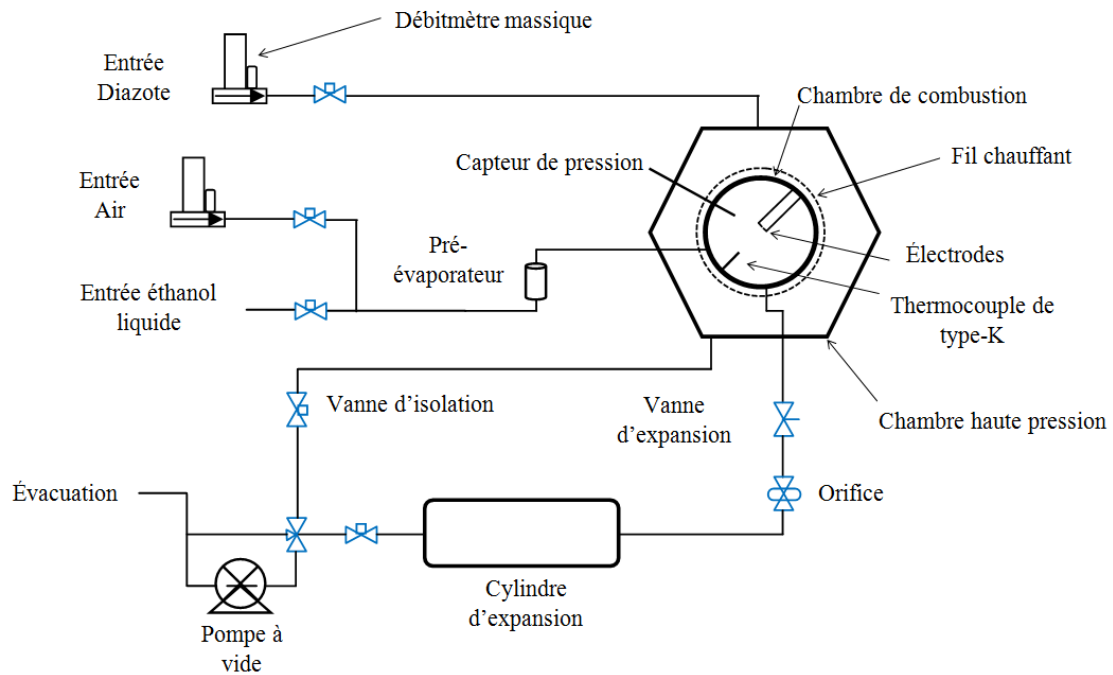 Débitmètre massique
Entrée
Diazote
Chambre de combustion
Capteur de pression
Fil chauffant
Entrée
Air
Pré-
évaporateur
Électrodes
Entrée éthanol
liquide
Thermocouple de
type-K
Vanne d’isolation
Vanne
d’expansion
Chambre haute pression
Évacuation
Orifice
Cylindre
d’expansion
Pompe à
vide